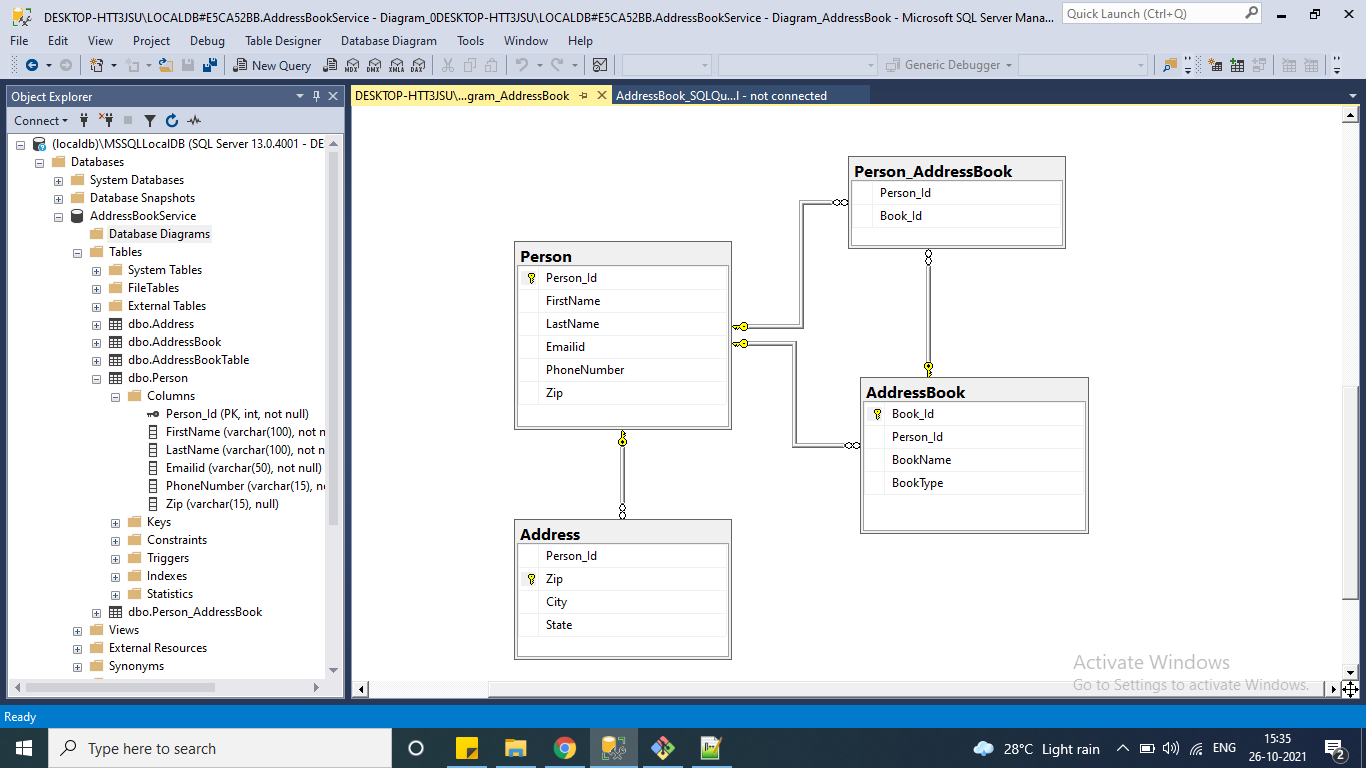 DESKTOP-HTT3JSU\LOCALDB#E5CA52BB.AddressBookService - Diagram_0DESKTOP-HTT3JSU\LOCALDB#E5CA52BB.AddressBookService - Diagram_AddressBook - Microsoft SQL Server Mana...
Quick Launch (Ctrl+Q)
File Edit View Project Debug Table Designer Database Diagram Tools Window Help
New Query MDX DMX XMLA DAX Generic Debugger
Object Explorer
DESKTOP-HTT3JSU\...gram_AddressBook
AddressBook_SQLQu...l - not connected
Connect
(localdb)\MSSQLLocalDB (SQL Server 13.0.4001 - DE
Databases
System Databases
Database Snapshots
AddressBookService
Database Diagrams
Tables
System Tables
FileTables
External Tables
dbo.Address
dbo.AddressBook
dbo.AddressBookTable
dbo.Person
Columns
Person_Id (PK, int, not null)
FirstName (varchar(100), not n
LastName (varchar(100), not n
Emailid (varchar(50), not null)
PhoneNumber (varchar(15), n
Zip (varchar(15), null)
Keys
Constraints
Triggers
Indexes
Statistics
dbo.Person_AddressBook
Views
External Resources
Synonyms
Person_AddressBook
Person_Id
Book_Id
Person
Person_Id
FirstName
LastName
Emailid
PhoneNumber
Zip
AddressBook
Book_Id
Person_Id
BookName
BookType
Address
Person_Id
Zip
City
State
Activate Windows
Go to Settings to activate Windows.
Ready
Type here to search
28°C Light rain
ENG
15:35
26-10-2021
2